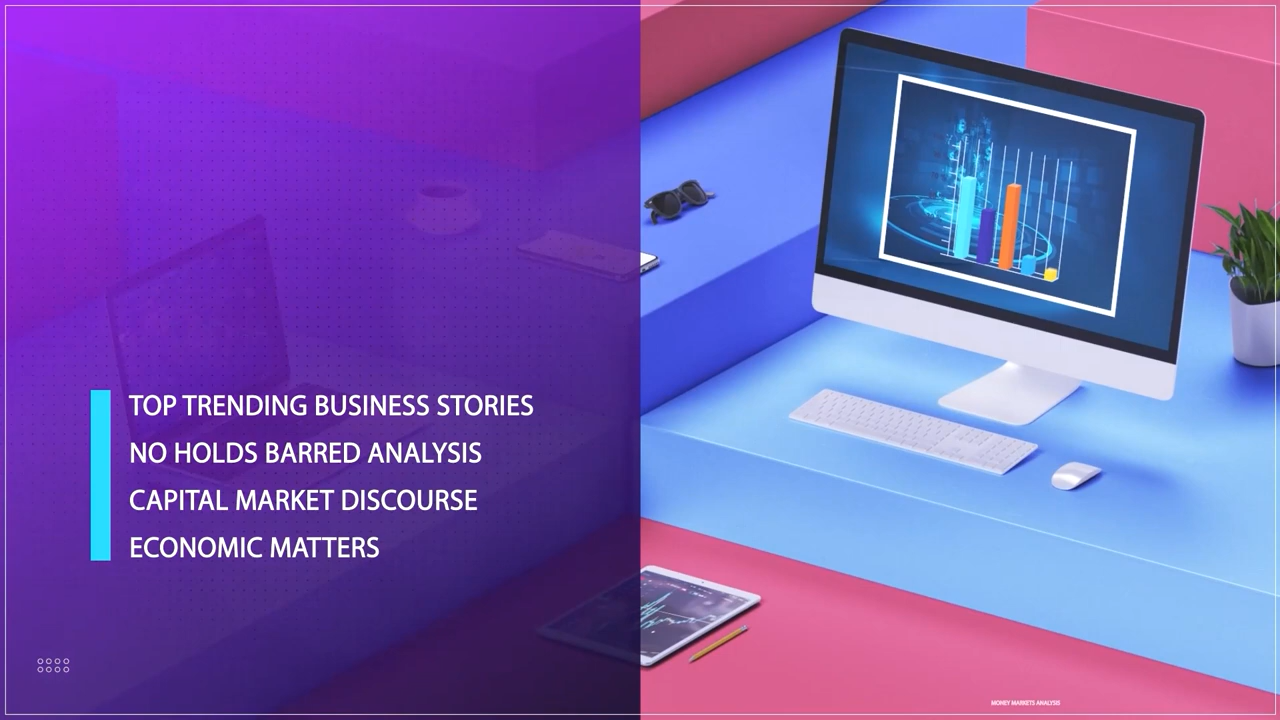 TOP TRENDING BUSINESS STORIES
NO HOLDS BARRED ANALYSIS
CAPITAL MARKET DISCOURSE
ECONOMIC MATTERS
MONEY MARKETS ANALYSIS